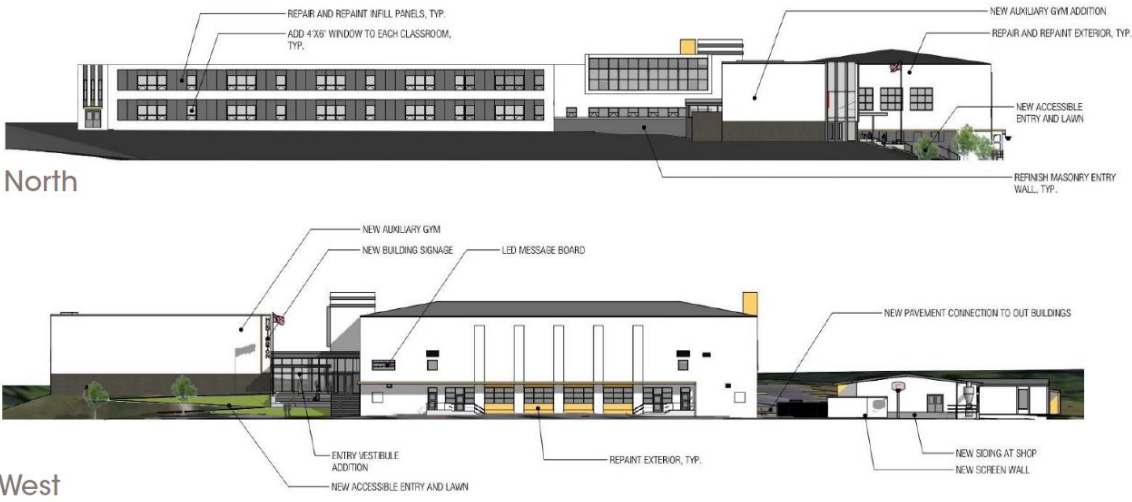 REPAIR AND REPAINT INFILL PANELS, TYP.
ADD 4'X6' WINDOW TO EACH CLASSROOM,
TYP.
NEW AUXILIARY GYM ADDITION
REPAIR AND REPAINT EXTERIOR, TYP.
NEW ACCESSIBLE
ENTRY AND LAWN
REFINISH MASONRY ENTRY
WALL, TYP.
North
NEW AUXILIARY GYM
NEW BUILDING SIGNAGE
LED MESSAGE BOARD
NEW PAVEMENT CONNECTION TO OUT BUILDINGS
ENTRY VESTIBULE
ADDITION
NEW ACCESSIBLE ENTRY AND LAWN
REPAINT EXTERIOR, TYP.
NEW SIDING AT SHOP
NEW SCREEN WALL
West